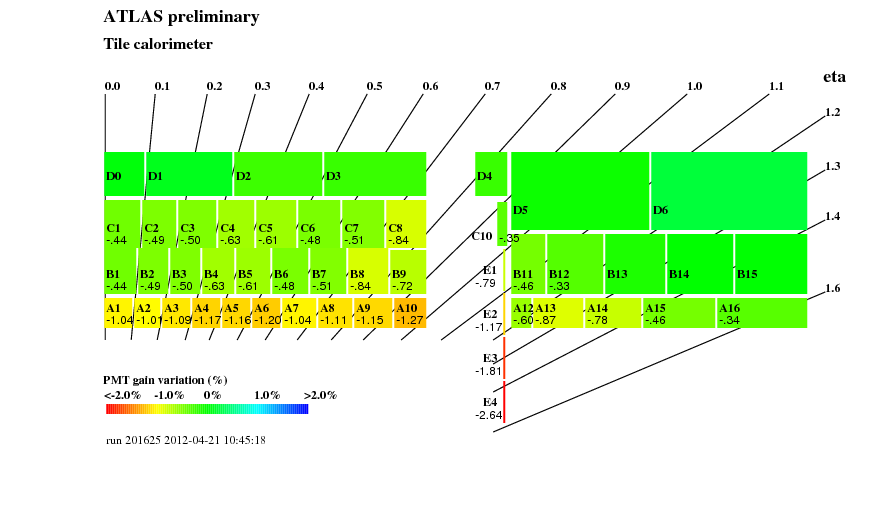 ATLAS preliminary
Tile calorimeter
eta
0.0 0.1 0.2 0.3 0.4 0.5 0.6 0.7 0.8 0.9 1.0 1.1
1.2
1.3
1.4
1.6
D0 D1 D2 D3 D4
D5 D6
C1 C2 C3 C4 C5 C6 C7 C8 C10
-.44 -.49 -.50 -.63 -.61 -.48 -.51 -.84 -.35
B1 B2 B3 B4 B5 B6 B7 B8 B9 E1 B11 B12 B13 B14 B15
-.44 -.49 -.50 -.63 -.61 -.48 -.51 -.84 -.72 -.79 -.46 -.33
A1 A2 A3 A4 A5 A6 A7 A8 A9 A10 E2 A12 A13 A14 A15 A16
-1.04 -1.01 -1.09 -1.17 -1.16 -1.20 -1.04 -1.11 -1.15 -1.27 -1.17 -.60 -.87 -.78 -.46 -.34
E3
-1.81
E4
-2.64
PMT gain variation (%)
<-2.0% -1.0% 0% 1.0% >2.0%
run 201625 2012-04-21 10:45:18